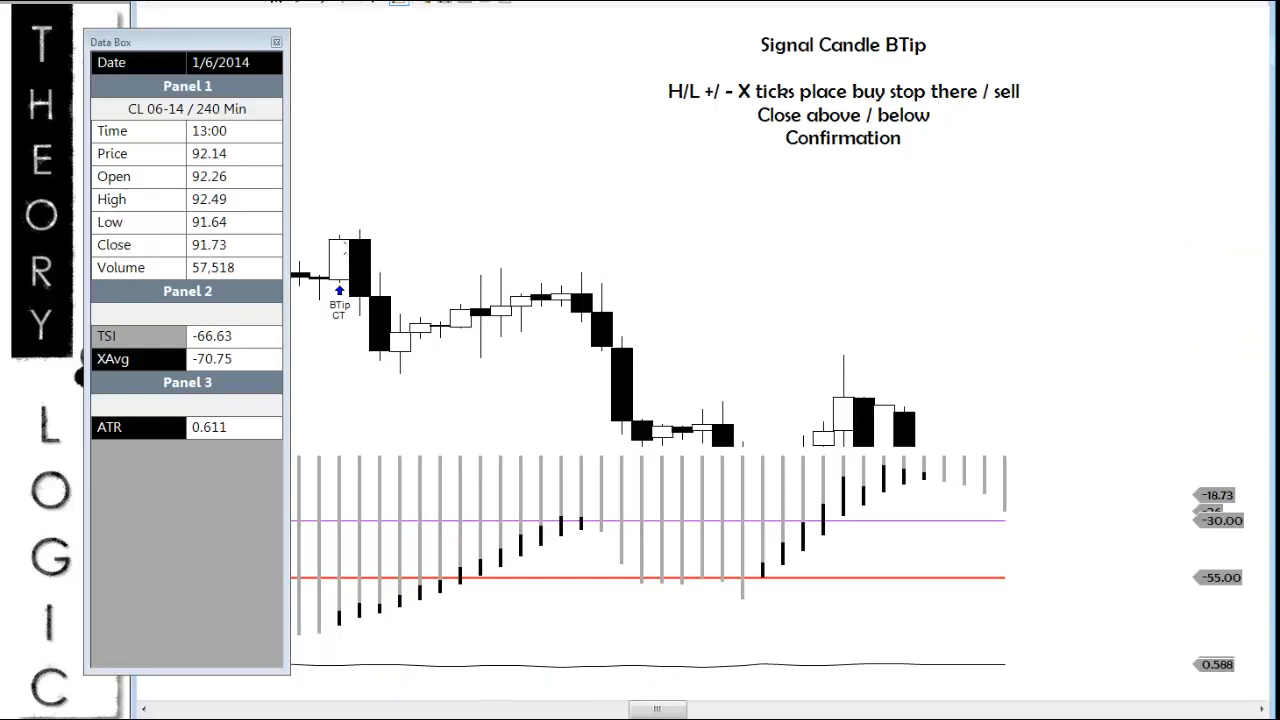 THEORY
LOGIC
Data Box
Date 1/6/2014
Panel 1
CL 06-14 / 240 Min
Time 13:00
Price 92.14
Open 92.26
High 92.49
Low 91.64
Close 91.73
Volume 57,518
Panel 2
TSI -66.63
XAvg -70.75
Panel 3
ATR 0.611
Signal Candle BTip
H/L +/ - X ticks place buy stop there / sell
Close above / below
Confirmation
BTip
CT
-18.73
-30.00
-55.00
0.588